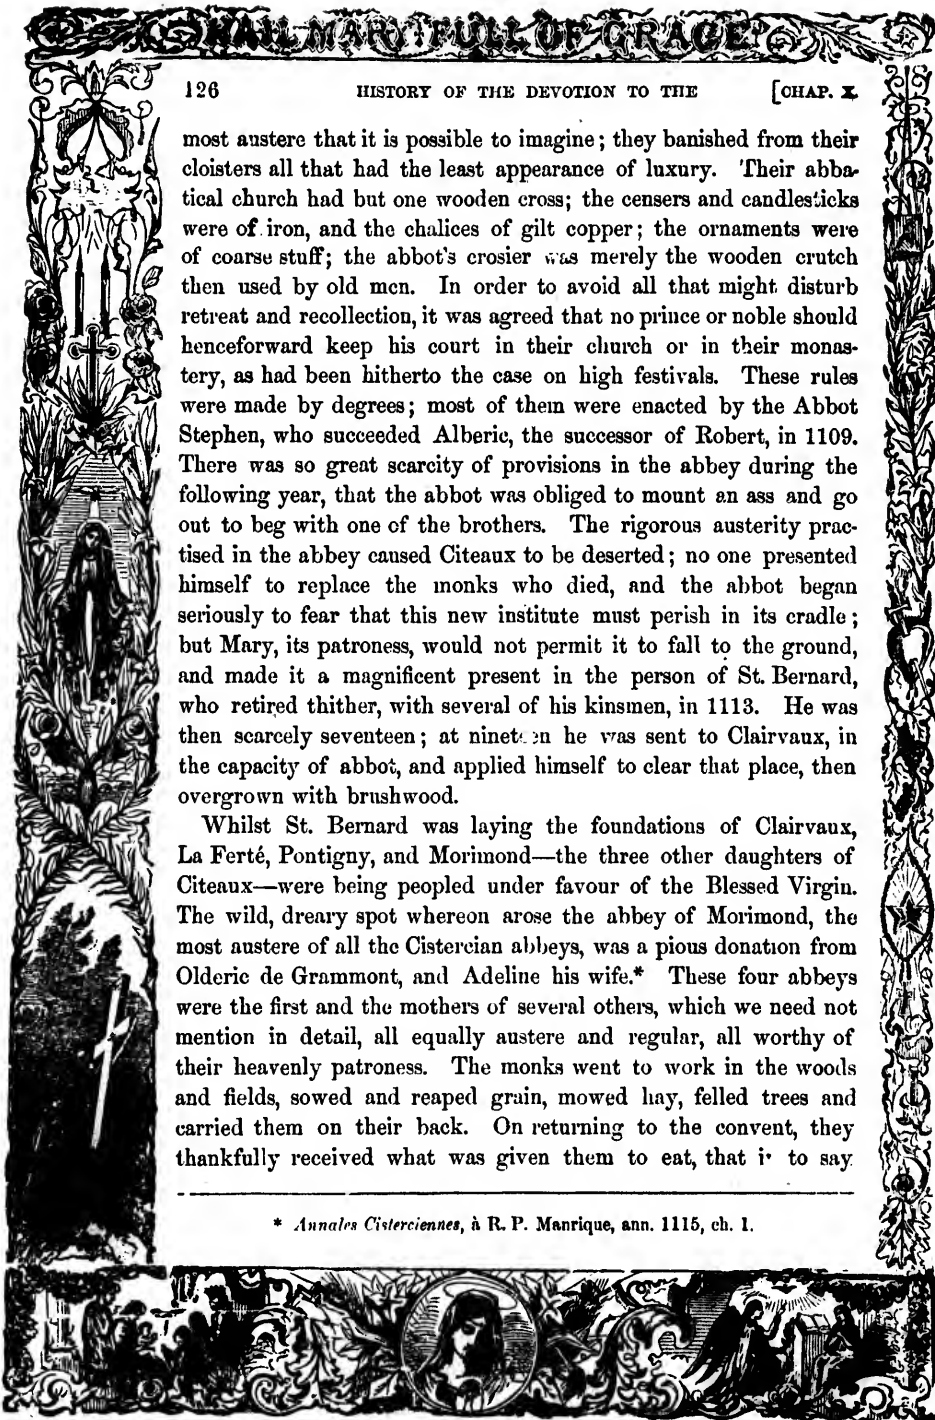 HAIL MARY FULL OF GRACE
126 HISTORY OF THE DEVOTION TO THE [CHAP. X.
most austere that it is possible to imagine; they banished from their
cloisters all that had the least appearance of luxury. Their abba-
tical church had but one wooden cross; the censers and candlesticks
were of iron, and the chalices of gilt copper; the ornaments were
of coarse stuff; the abbot's crosier was merely the wooden crutch
then used by old men. In order to avoid all that might disturb
retreat and recollection, it was agreed that no prince or noble should
henceforward keep his court in their church or in their monas-
tery, as had been hitherto the case on high festivals. These rules
were made by degrees; most of them were enacted by the Abbot
Stephen, who succeeded Alberic, the successor of Robert, in 1109.
There was so great scarcity of provisions in the abbey during the
following year, that the abbot was obliged to mount an ass and go
out to beg with one of the brothers. The rigorous austerity prac-
tised in the abbey caused Citeaux to be deserted; no one presented
himself to replace the monks who died, and the abbot began
seriously to fear that this new institute must perish in its cradle;
but Mary, its patroness, would not permit it to fall to the ground,
and made it a magnificent present in the person of St. Bernard,
who retired thither, with several of his kinsmen, in 1113. He was
then scarcely seventeen; at nineteen he was sent to Clairvaux, in
the capacity of abbot, and applied himself to clear that place, then
overgrown with brushwood.
Whilst St. Bernard was laying the foundations of Clairvaux,
La Ferté, Pontigny, and Morimond—the three other daughters of
Citeaux—were being peopled under favour of the Blessed Virgin.
The wild, dreary spot whereon arose the abbey of Morimond, the
most austere of all the Cistercian abbeys, was a pious donation from
Olderic de Grammont, and Adeline his wife.* These four abbeys
were the first and the mothers of several others, which we need not
mention in detail, all equally austere and regular, all worthy of
their heavenly patroness. The monks went to work in the woods
and fields, sowed and reaped grain, mowed hay, felled trees and
carried them on their back. On returning to the convent, they
thankfully received what was given them to eat, that is to say
* Annales Cisterciennes, à R. P. Manrique, ann. 1115, ch. 1.